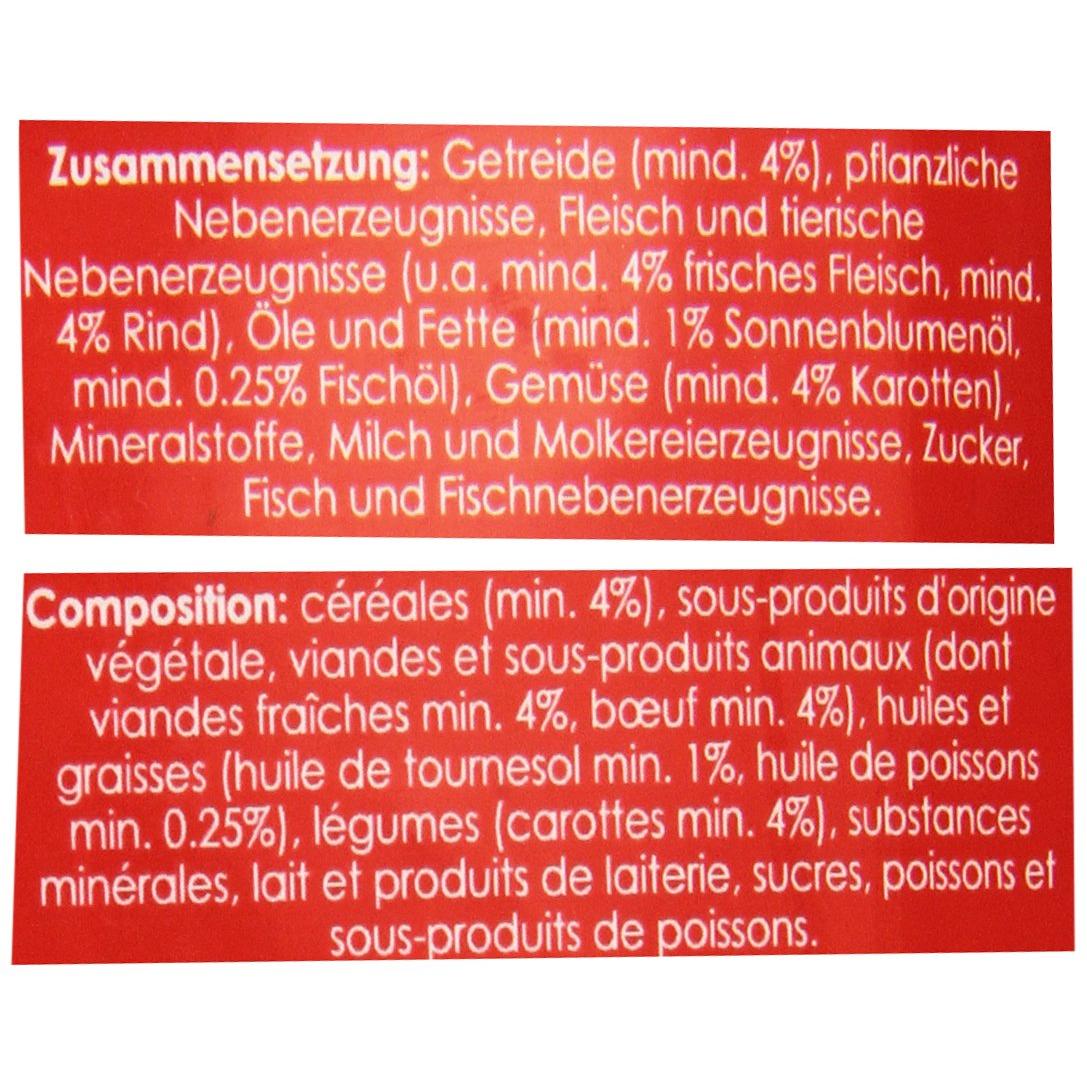 Zusammensetzung: Getreide (mind. 4%), pflanzliche
Nebenerzeugnisse, Fleisch und tierische
Nebenerzeugnisse (u.a. mind. 4% frisches Fleisch, mind.
4% Rind), Öle und Fette (mind. 1% Sonnenblumenöl,
mind. 0.25% Fischöl), Gemüse (mind. 4% Karotten),
Mineralstoffe, Milch und Molkereierzeugnisse, Zucker,
Fisch und Fischnebenerzeugnisse.
Composition: céréales (min. 4%), sous-produits d'origine
végétale, viandes et sous-produits animaux (dont
viandes fraîches min. 4%, bœuf min. 4%), huiles et
graisses (huile de tournesol min. 1%, huile de poissons
min. 0.25%), légumes (carottes min. 4%), substances
minérales, lait et produits de laiterie, sucres, poissons et
sous-produits de poissons.